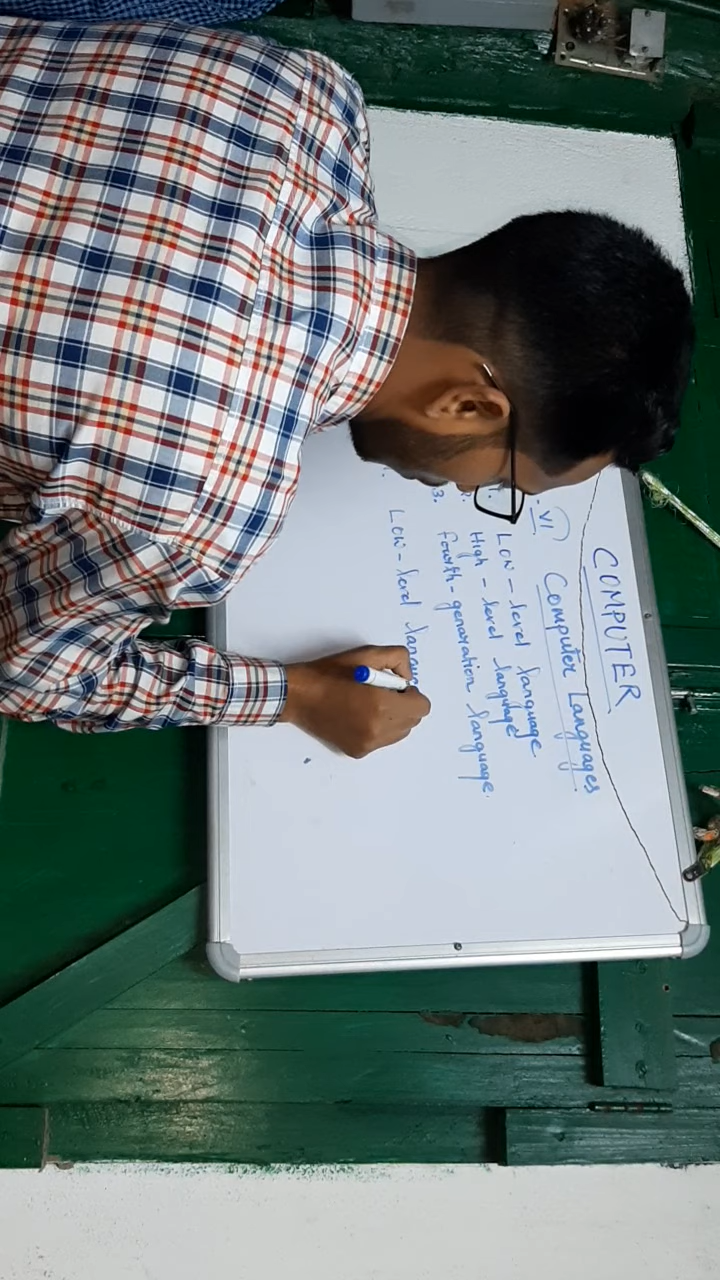 COMPUTER
VI Computer Languages
Low - level language
High - level language
3. Fourth - generation language.
Low - level